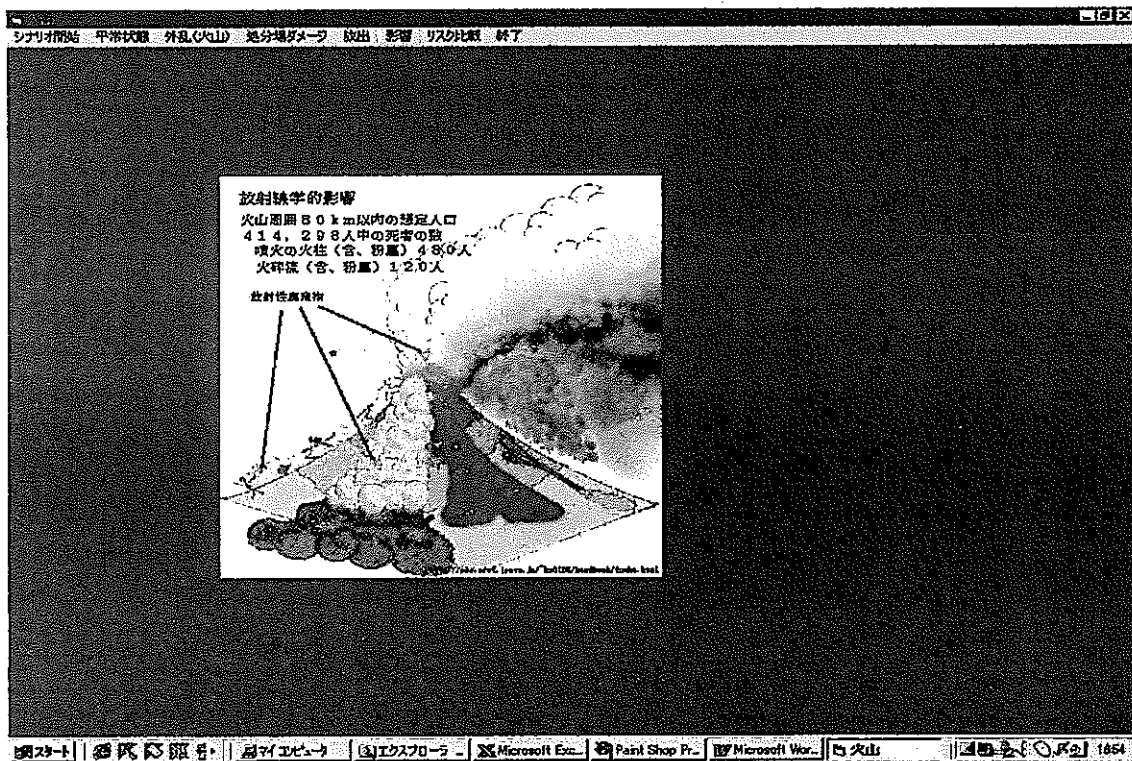 シナリオ開始 平常状態 外乱(火山) 処分場ダメージ 放出 影響 リスク比較 終了
放射線学的影響
火山周囲80km以内の想定人口
414,298人中の死者の数
噴火の火柱(含、粉塵)480人
火砕流(含、粉塵)120人
放射性廃棄物
スタート マイ コンピュータ エクスプローラ - Microsoft Exc... Paint Shop Pr... Microsoft Wor... 火山 1854